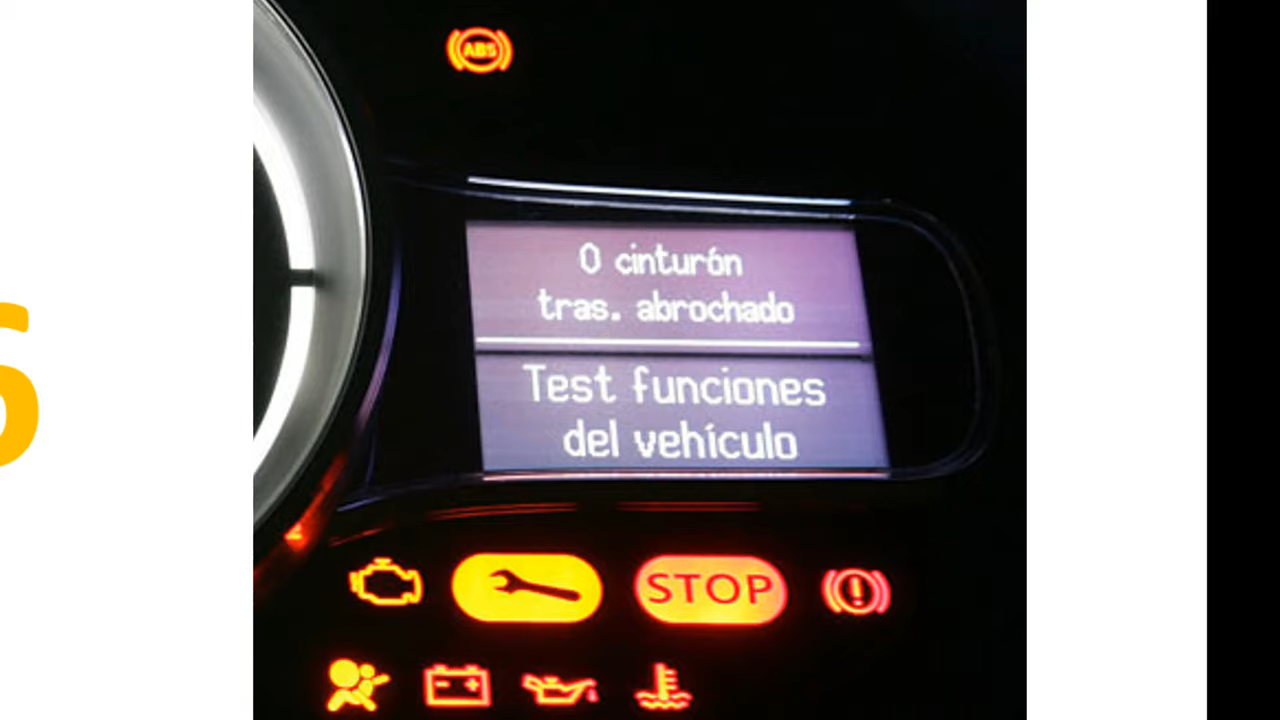 ABS
0 cinturón
tras. abrochado
Test funciones
del vehículo
STOP